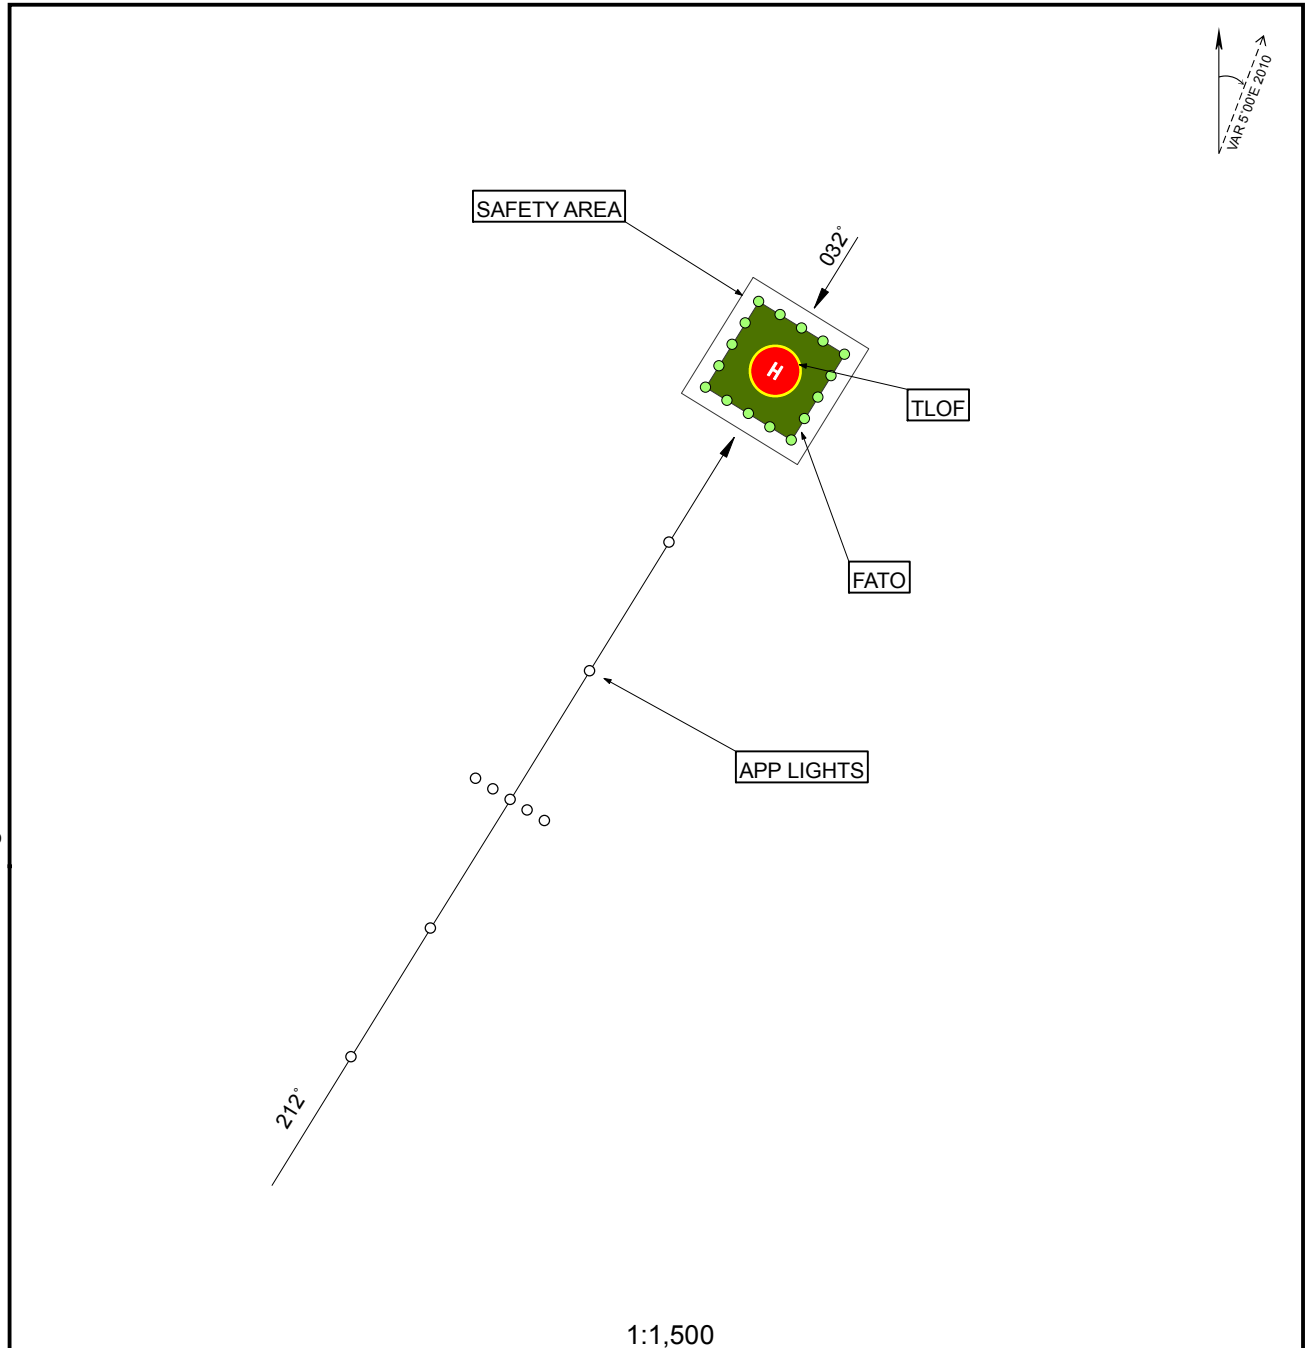 VAR 5°00'E 2010
SAFETY AREA
032°
H
TLOF
FATO
APP LIGHTS
212°
1:1,500